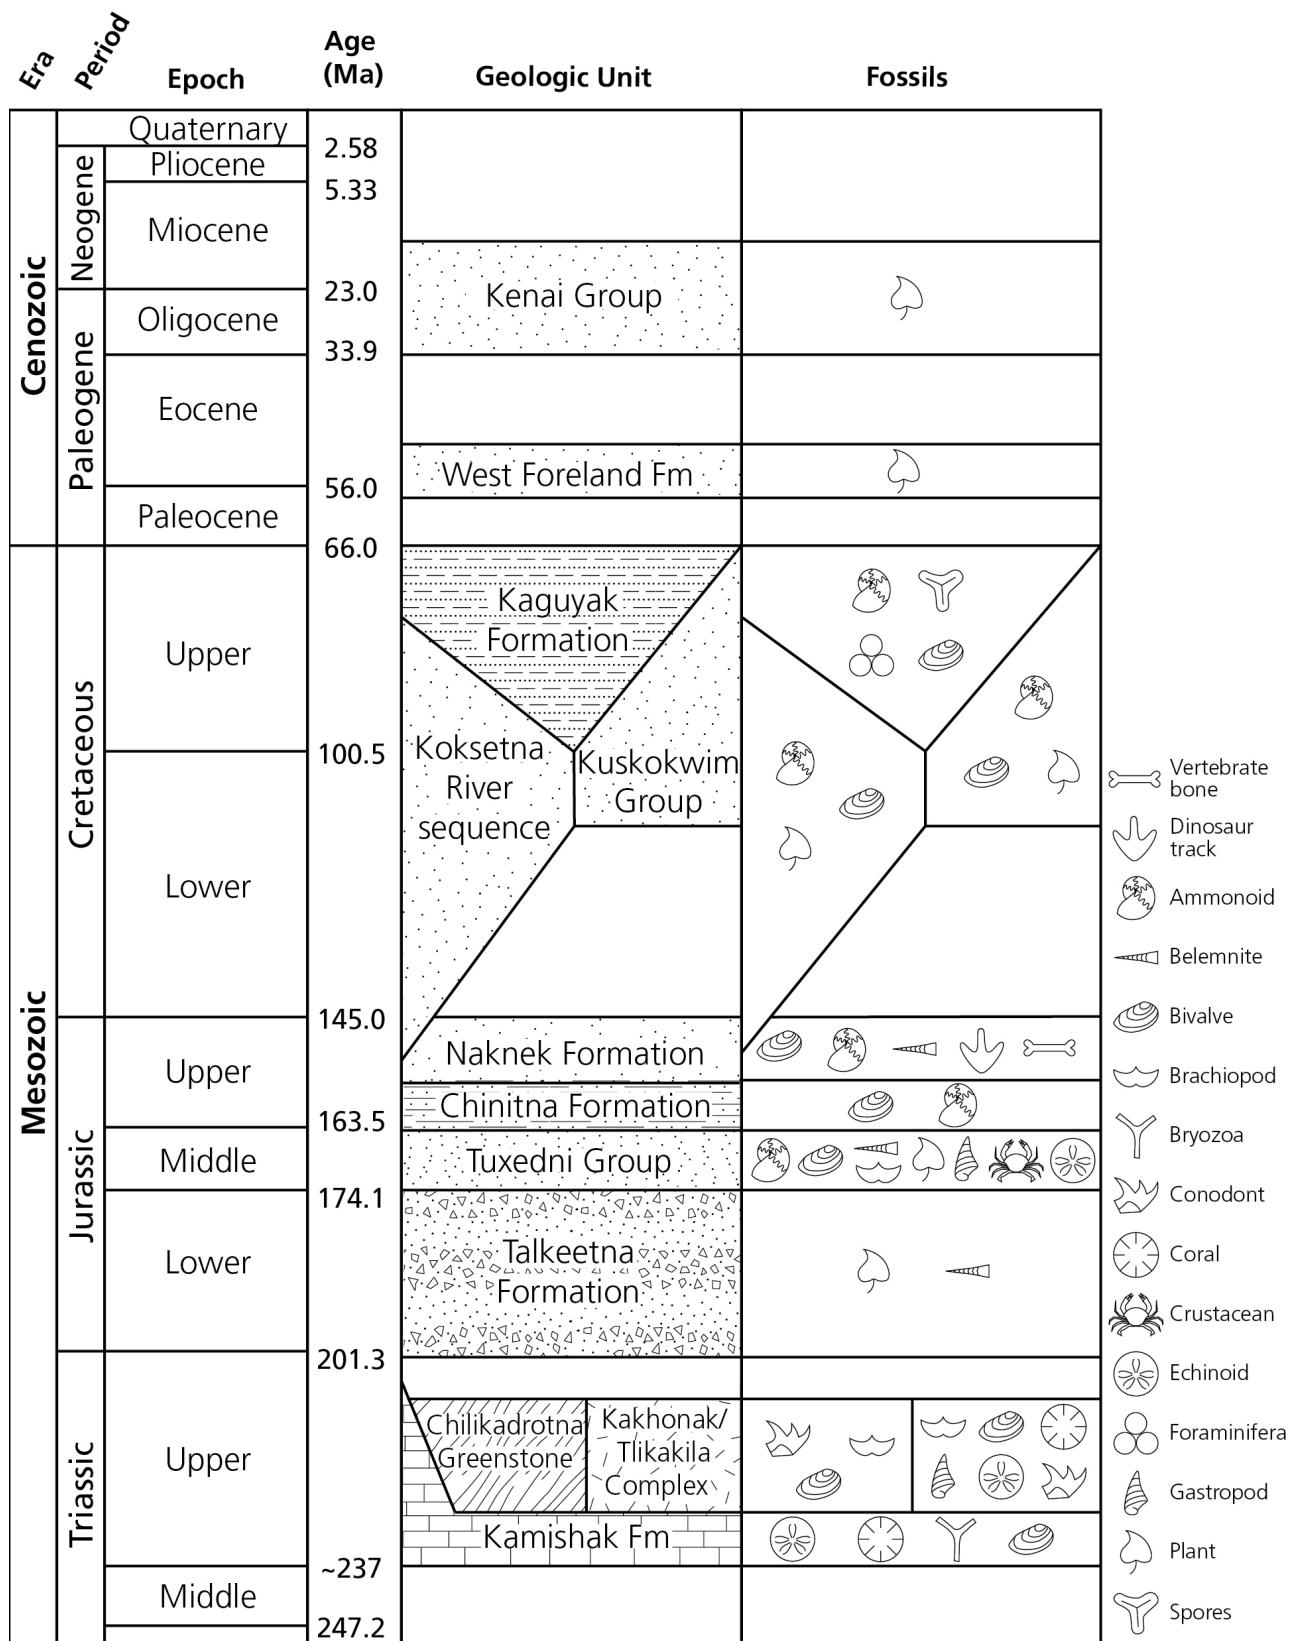 Era
Period
Epoch
Age
(Ma)
Geologic Unit
Fossils
Cenozoic
Mesozoic
Neogene
Paleogene
Cretaceous
Jurassic
Triassic
Quaternary
Pliocene
Miocene
Oligocene
Eocene
Paleocene
Upper
Lower
Upper
Middle
Lower
Upper
Middle
2.58
5.33
23.0
33.9
56.0
66.0
100.5
145.0
163.5
174.1
201.3
~237
247.2
Kenai Group
West Foreland Fm
Kaguyak
Formation
Koksetna
River
sequence
Kuskokwim
Group
Naknek Formation
Chinitna Formation
Tuxedni Group
Talkeetna
Formation
Chilikadrotna
Greenstone
Kakhonak/
Tlikakila
Complex
Kamishak Fm
Vertebrate
bone
Dinosaur
track
Ammonoid
Belemnite
Bivalve
Brachiopod
Bryozoa
Conodont
Coral
Crustacean
Echinoid
Foraminifera
Gastropod
Plant
Spores